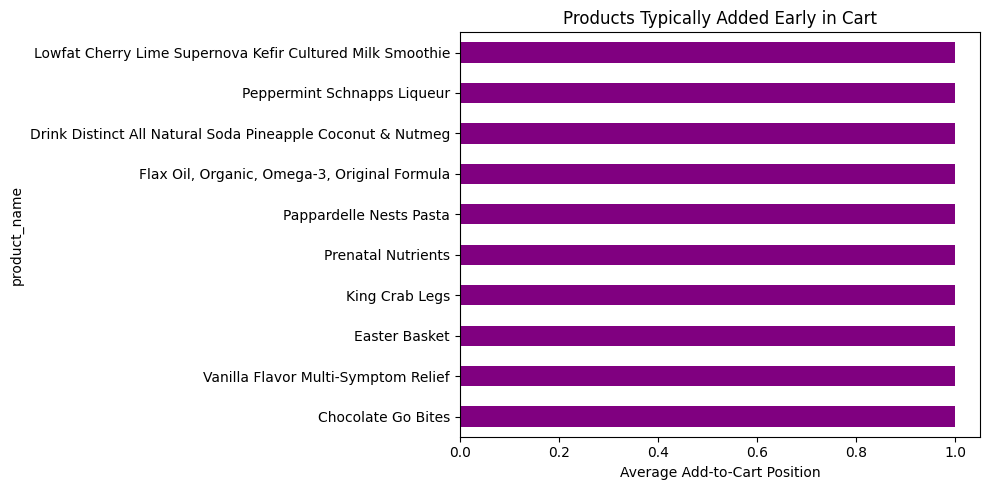 Products Typically Added Early in Cart
Lowfat Cherry Lime Supernova Kefir Cultured Milk Smoothie
Peppermint Schnapps Liqueur
Drink Distinct All Natural Soda Pineapple Coconut & Nutmeg
Flax Oil, Organic, Omega-3, Original Formula
Pappardelle Nests Pasta
Prenatal Nutrients
King Crab Legs
Easter Basket
Vanilla Flavor Multi-Symptom Relief
Chocolate Go Bites
product_name
0.0 0.2 0.4 0.6 0.8 1.0
Average Add-to-Cart Position